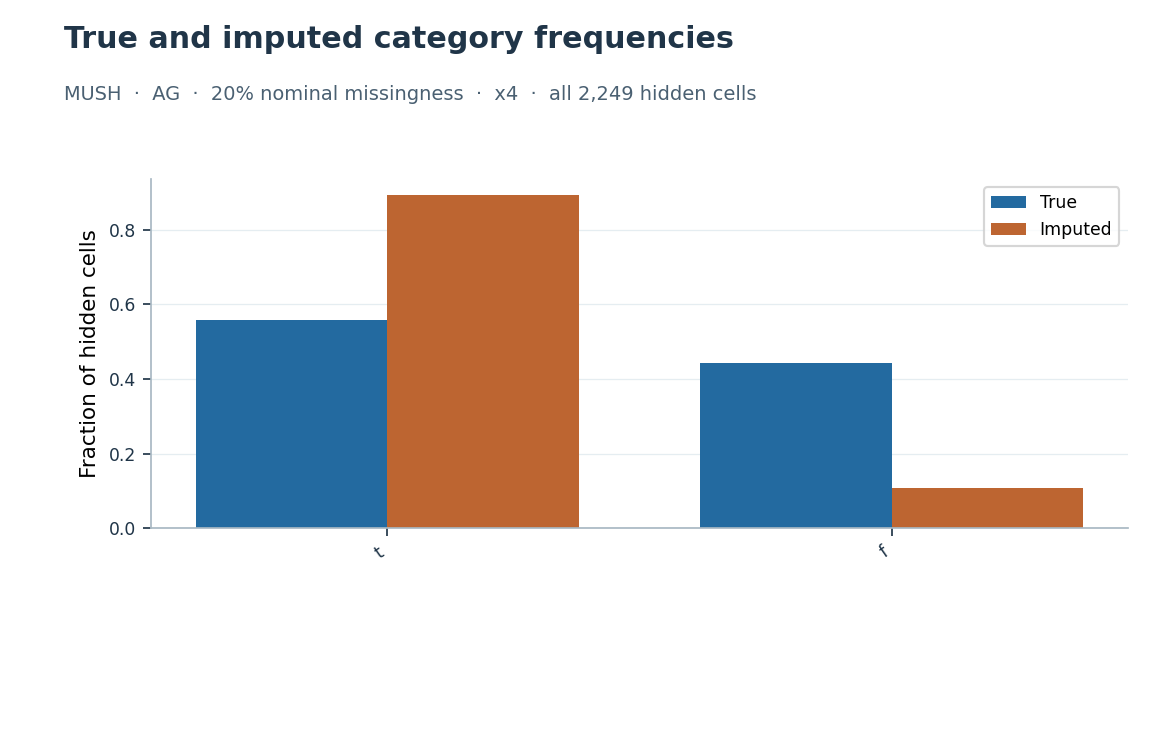 True and imputed category frequencies
MUSH · AG · 20% nominal missingness · x4 · all 2,249 hidden cells
True
Imputed
Fraction of hidden cells
0.8
0.6
0.4
0.2
0.0
t
f